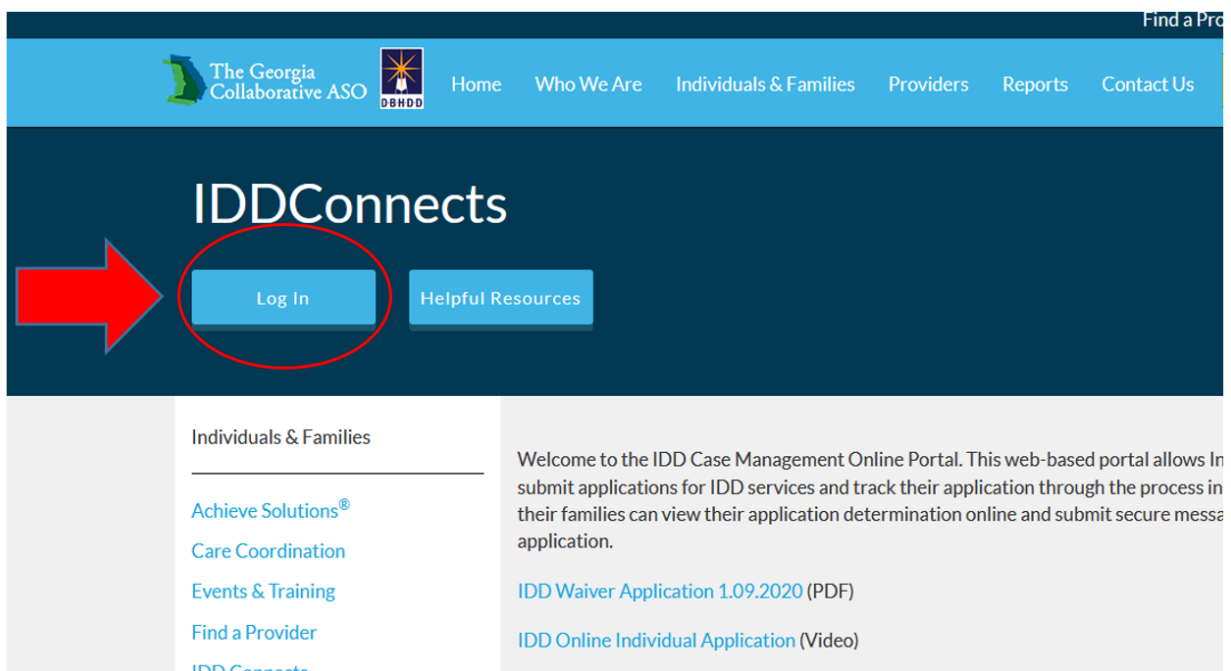 Find a Pro
The Georgia
Collaborative ASO
DBHDD
Home Who We Are Individuals & Families Providers Reports Contact Us
IDDConnects
Log In Helpful Resources
Individuals & Families
Achieve Solutions®
Care Coordination
Events & Training
Find a Provider
IDD Connects
Welcome to the IDD Case Management Online Portal. This web-based portal allows In
submit applications for IDD services and track their application through the process in
their families can view their application determination online and submit secure messa
application.
IDD Waiver Application 1.09.2020 (PDF)
IDD Online Individual Application (Video)